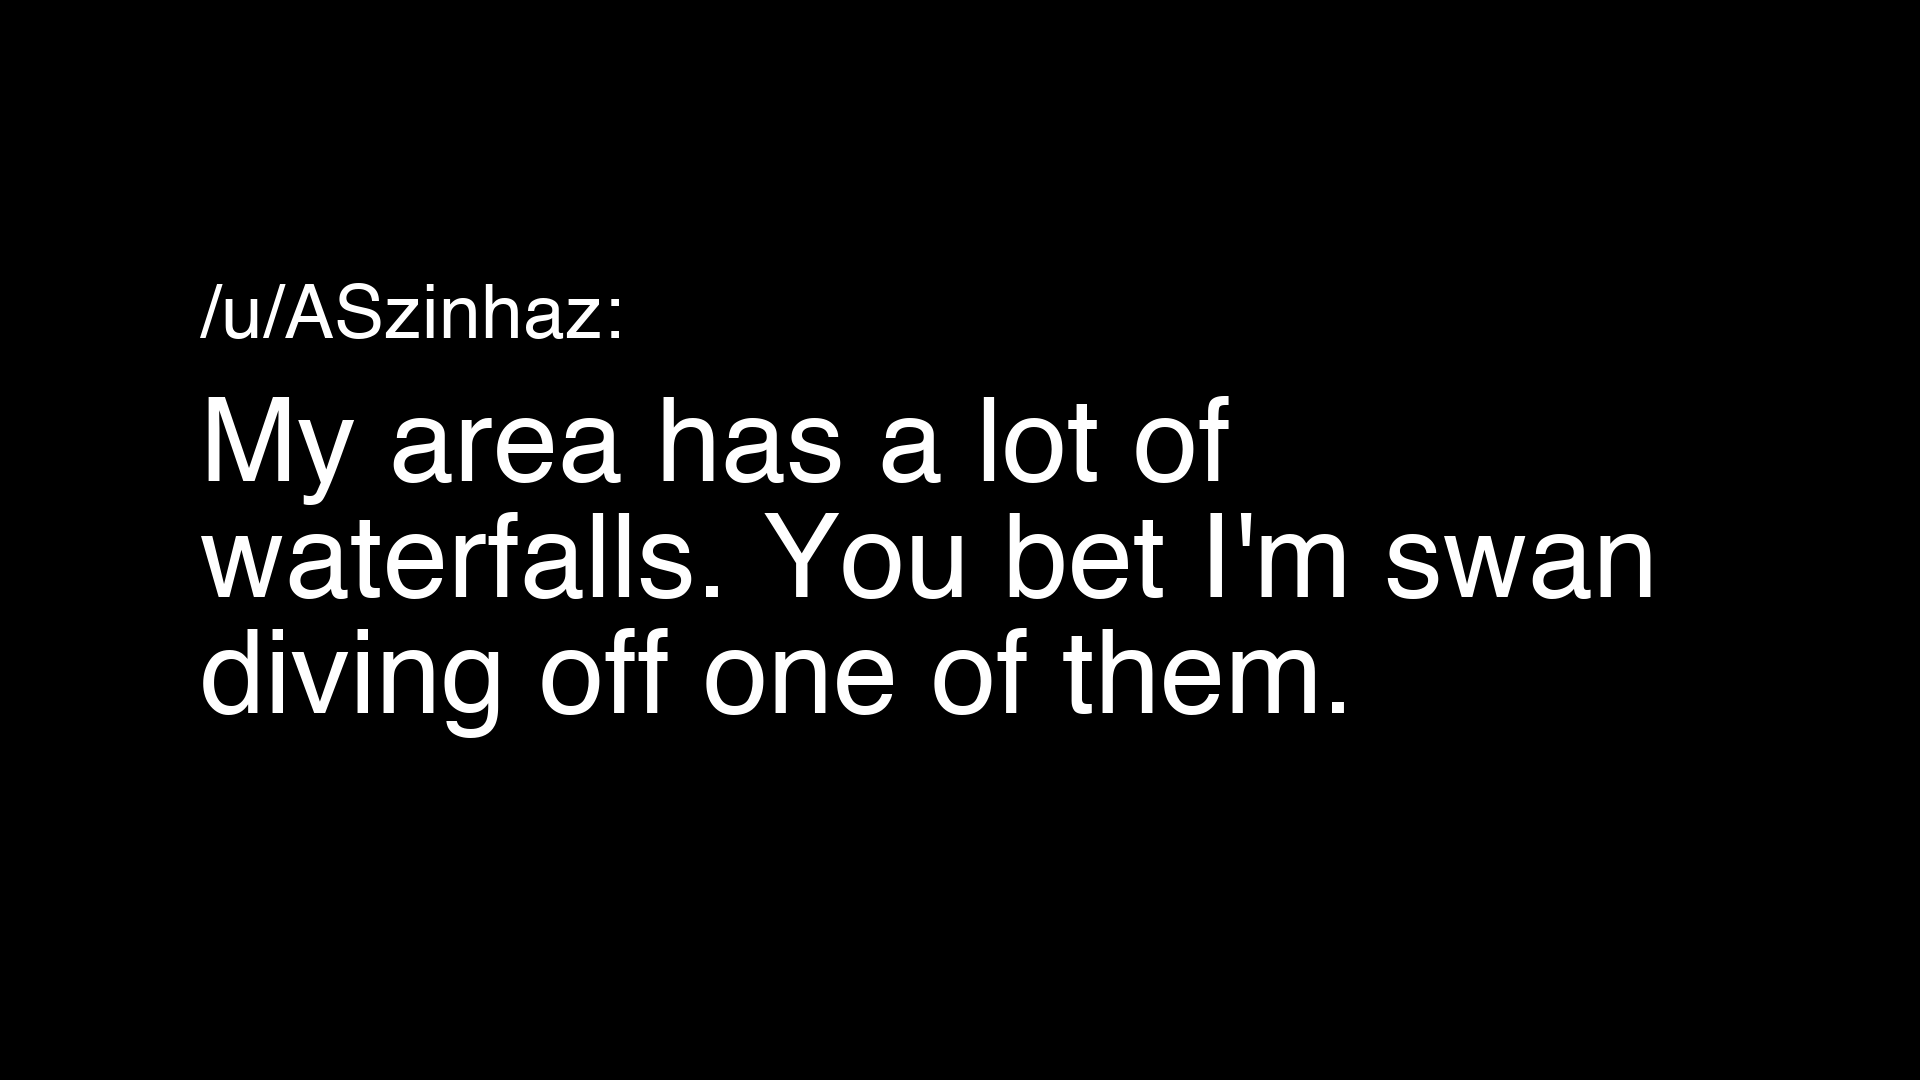 /u/ASzinhaz:
My area has a lot of
waterfalls. You bet I'm swan
diving off one of them.